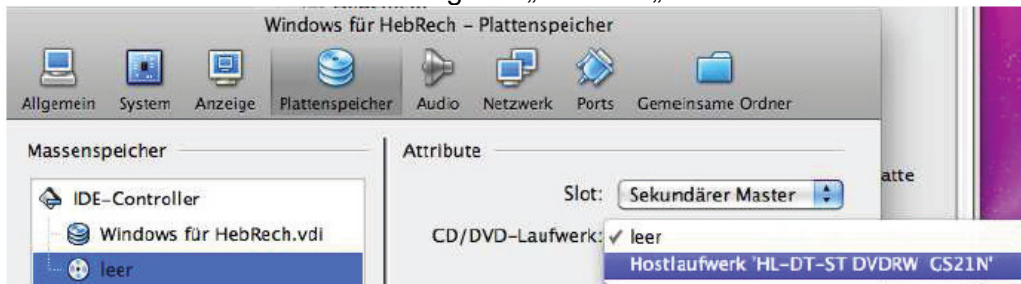 Windows für HebRech – Plattenspeicher
Allgemein System Anzeige Plattenspeicher Audio Netzwerk Ports Gemeinsame Ordner
Massenspeicher
Attribute
IDE-Controller
Windows für HebRech.vdi
leer
Slot: Sekundärer Master
CD/DVD-Laufwerk: ✓ leer
Hostlaufwerk 'HL-DT-ST DVDRW GS21N'
atte